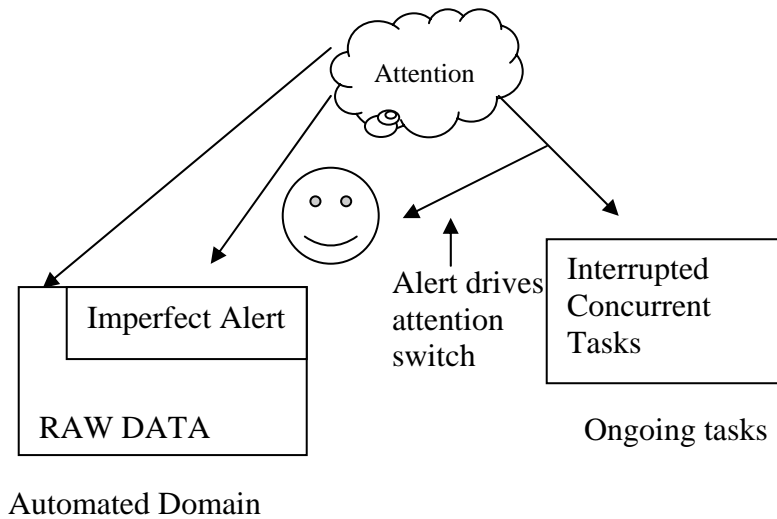 Attention
Imperfect Alert
RAW DATA
Automated Domain
Alert drives
attention
switch
Interrupted
Concurrent
Tasks
Ongoing tasks